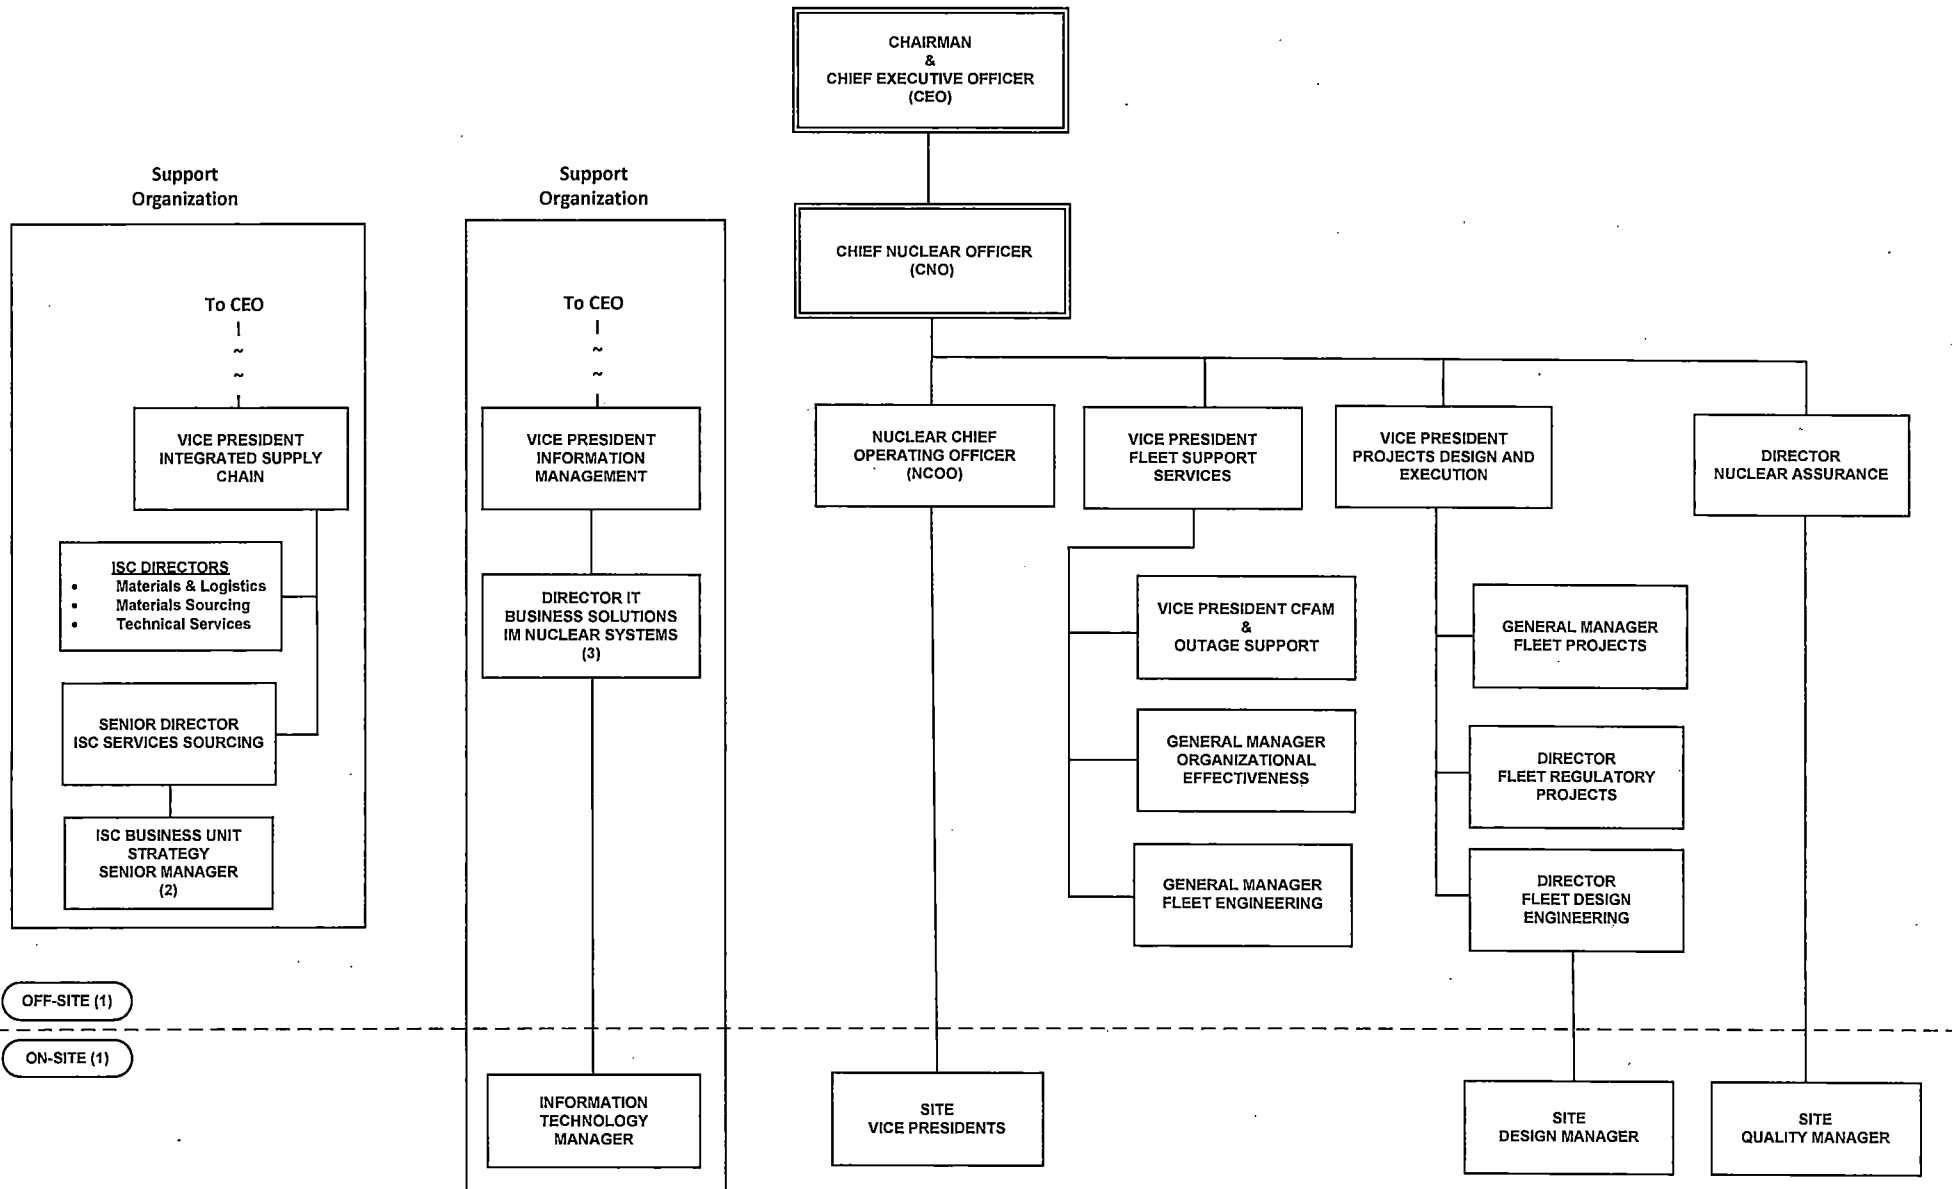 CHAIRMAN
&
CHIEF EXECUTIVE OFFICER
(CEO)
Support
Organization
Support
Organization
CHIEF NUCLEAR OFFICER
(CNO)
To CEO
~
~
To CEO
~
~
VICE PRESIDENT
INTEGRATED SUPPLY
CHAIN
VICE PRESIDENT
INFORMATION
MANAGEMENT
NUCLEAR CHIEF
OPERATING OFFICER
(NCOO)
VICE PRESIDENT
FLEET SUPPORT
SERVICES
VICE PRESIDENT
PROJECTS DESIGN AND
EXECUTION
DIRECTOR
NUCLEAR ASSURANCE
ISC DIRECTORS
• Materials & Logistics
• Materials Sourcing
• Technical Services
DIRECTOR IT
BUSINESS SOLUTIONS
IM NUCLEAR SYSTEMS
(3)
VICE PRESIDENT CFAM
&
OUTAGE SUPPORT
GENERAL MANAGER
FLEET PROJECTS
SENIOR DIRECTOR
ISC SERVICES SOURCING
GENERAL MANAGER
ORGANIZATIONAL
EFFECTIVENESS
DIRECTOR
FLEET REGULATORY
PROJECTS
ISC BUSINESS UNIT
STRATEGY
SENIOR MANAGER
(2)
GENERAL MANAGER
FLEET ENGINEERING
DIRECTOR
FLEET DESIGN
ENGINEERING
OFF-SITE (1)
ON-SITE (1)
INFORMATION
TECHNOLOGY
MANAGER
SITE
VICE PRESIDENTS
SITE
DESIGN MANAGER
SITE
QUALITY MANAGER